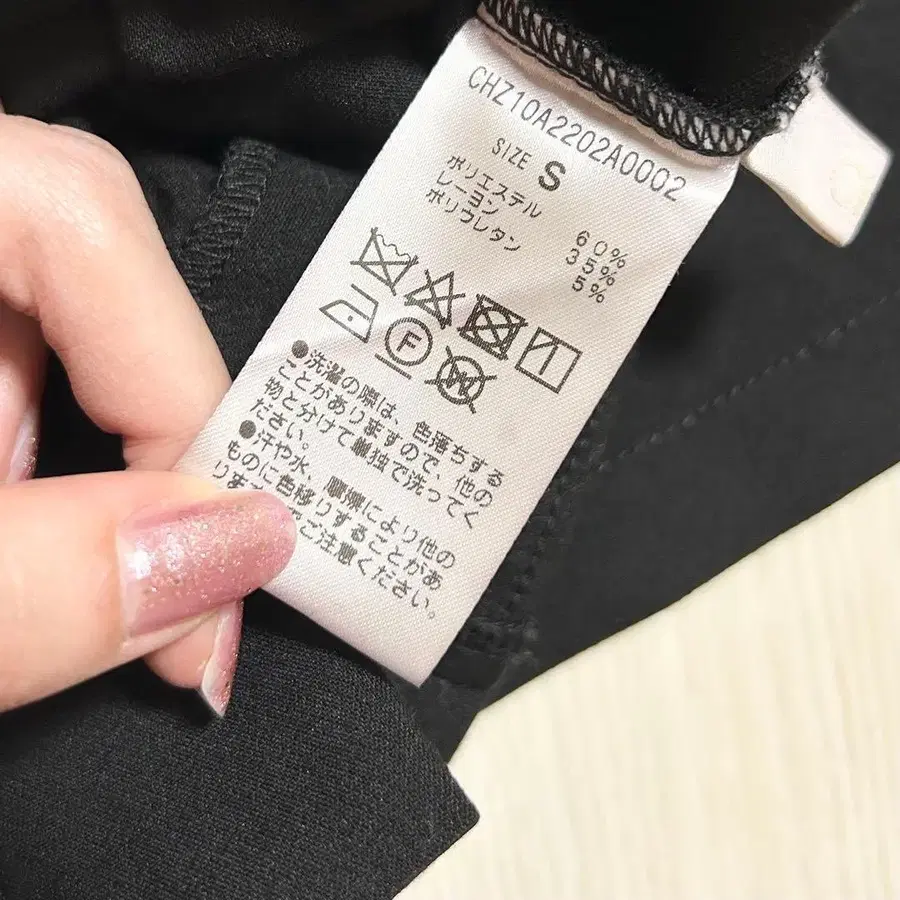 CHZ10A2202A0002
SIZE S
ポリエステル 60%
レーヨン 35%
ポリウレタン 5%
F
W
●洗濯の際は、色落ちする
ことがありますので、他の
物と分けて単独で洗ってく
ださい。
●汗や水、摩擦により他の
ものに色移りすることがあ
ご注意ください。